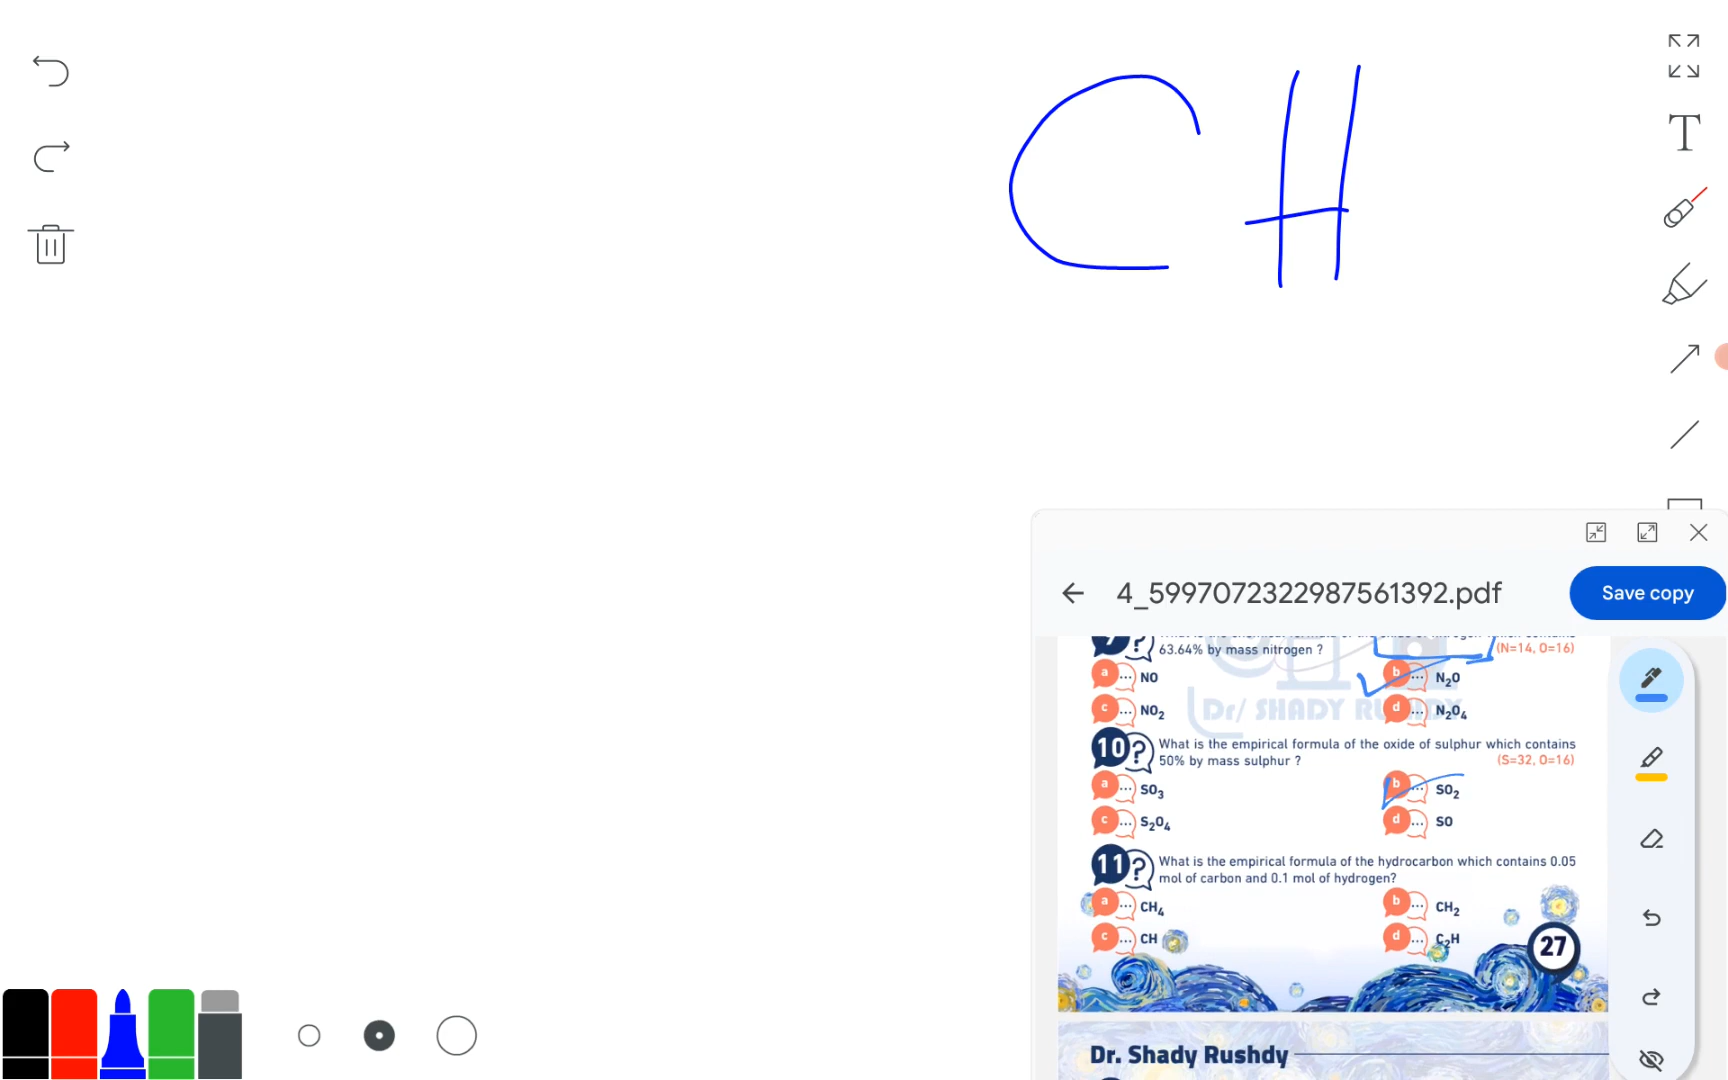 CH
T
4_5997072322987561392.pdf
Save copy
63.64% by mass nitrogen ? (N=14, O=16)
a NO
b N₂O
c NO₂
d N₂O₄
Dr/ SHADY RUSHDY
10? What is the empirical formula of the oxide of sulphur which contains
50% by mass sulphur ? (S=32, O=16)
a SO₃
b SO₂
c S₂O₄
d SO
11? What is the empirical formula of the hydrocarbon which contains 0.05
mol of carbon and 0.1 mol of hydrogen?
a CH₄
b CH₂
c CH
d C₂H
27
Dr. Shady Rushdy